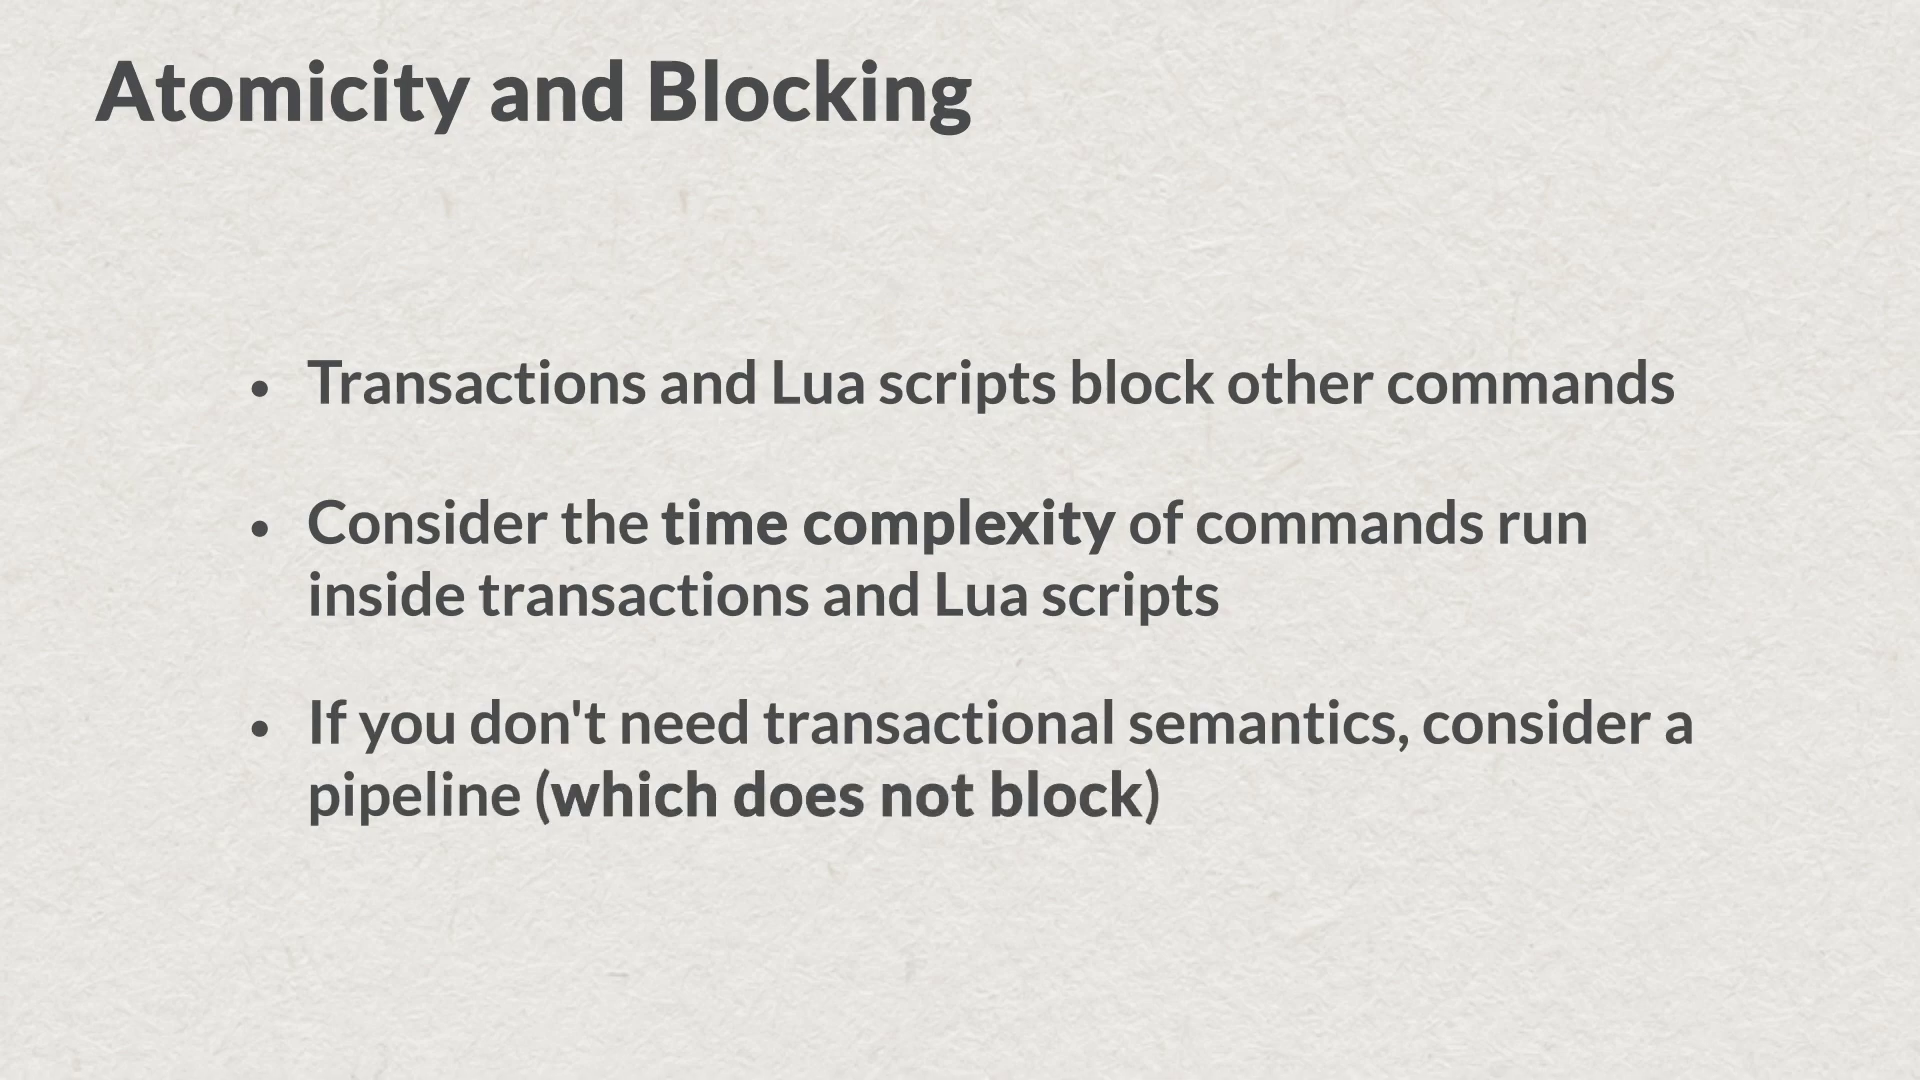 Atomicity and Blocking
• Transactions and Lua scripts block other commands
• Consider the time complexity of commands run
inside transactions and Lua scripts
• If you don't need transactional semantics, consider a
pipeline (which does not block)